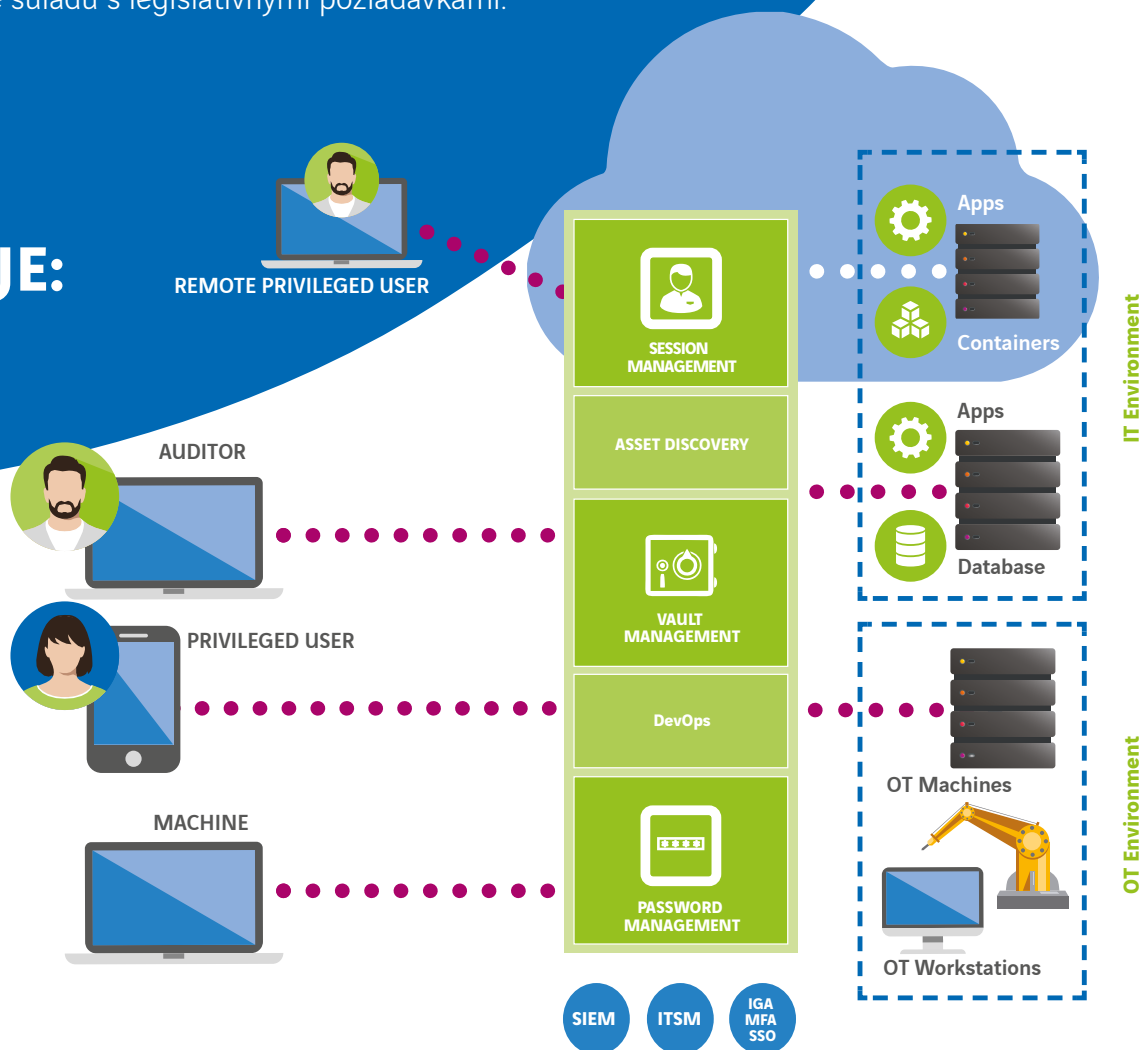 súladu s legislatívnymi požiadavkami.
REMOTE PRIVILEGED USER
AUDITOR
PRIVILEGED USER
MACHINE
SESSION
MANAGEMENT
ASSET DISCOVERY
VAULT
MANAGEMENT
DevOps
PASSWORD
MANAGEMENT
SIEM
ITSM
IGA
MFA
SSO
Apps
Containers
Apps
Database
IT Environment
OT Machines
OT Workstations
OT Environment